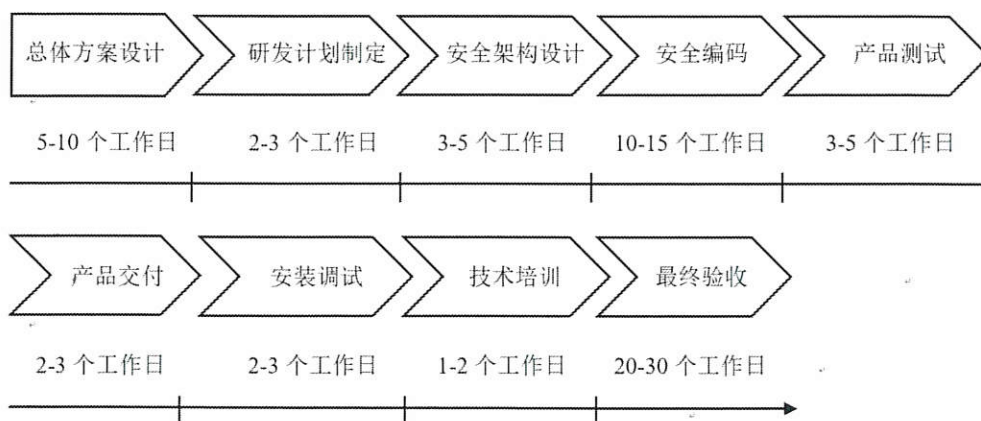 总体方案设计 研发计划制定 安全架构设计 安全编码 产品测试
5-10 个工作日 2-3 个工作日 3-5 个工作日 10-15 个工作日 3-5 个工作日
产品交付 安装调试 技术培训 最终验收
2-3 个工作日 2-3 个工作日 1-2 个工作日 20-30 个工作日